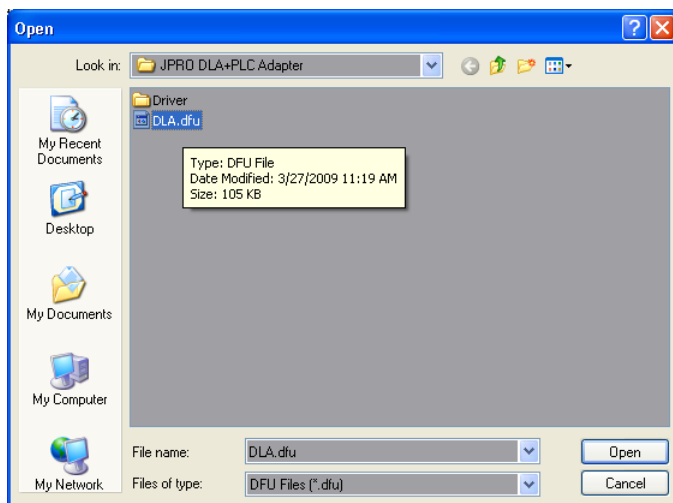 Open
Look in:
JPRO DLA+PLC Adapter
Driver
DLA.dfu
Type: DFU File
Date Modified: 3/27/2009 11:19 AM
Size: 105 KB
My Recent
Documents
Desktop
My Documents
My Computer
My Network
File name:
DLA.dfu
Open
Files of type:
DFU Files (*.dfu)
Cancel